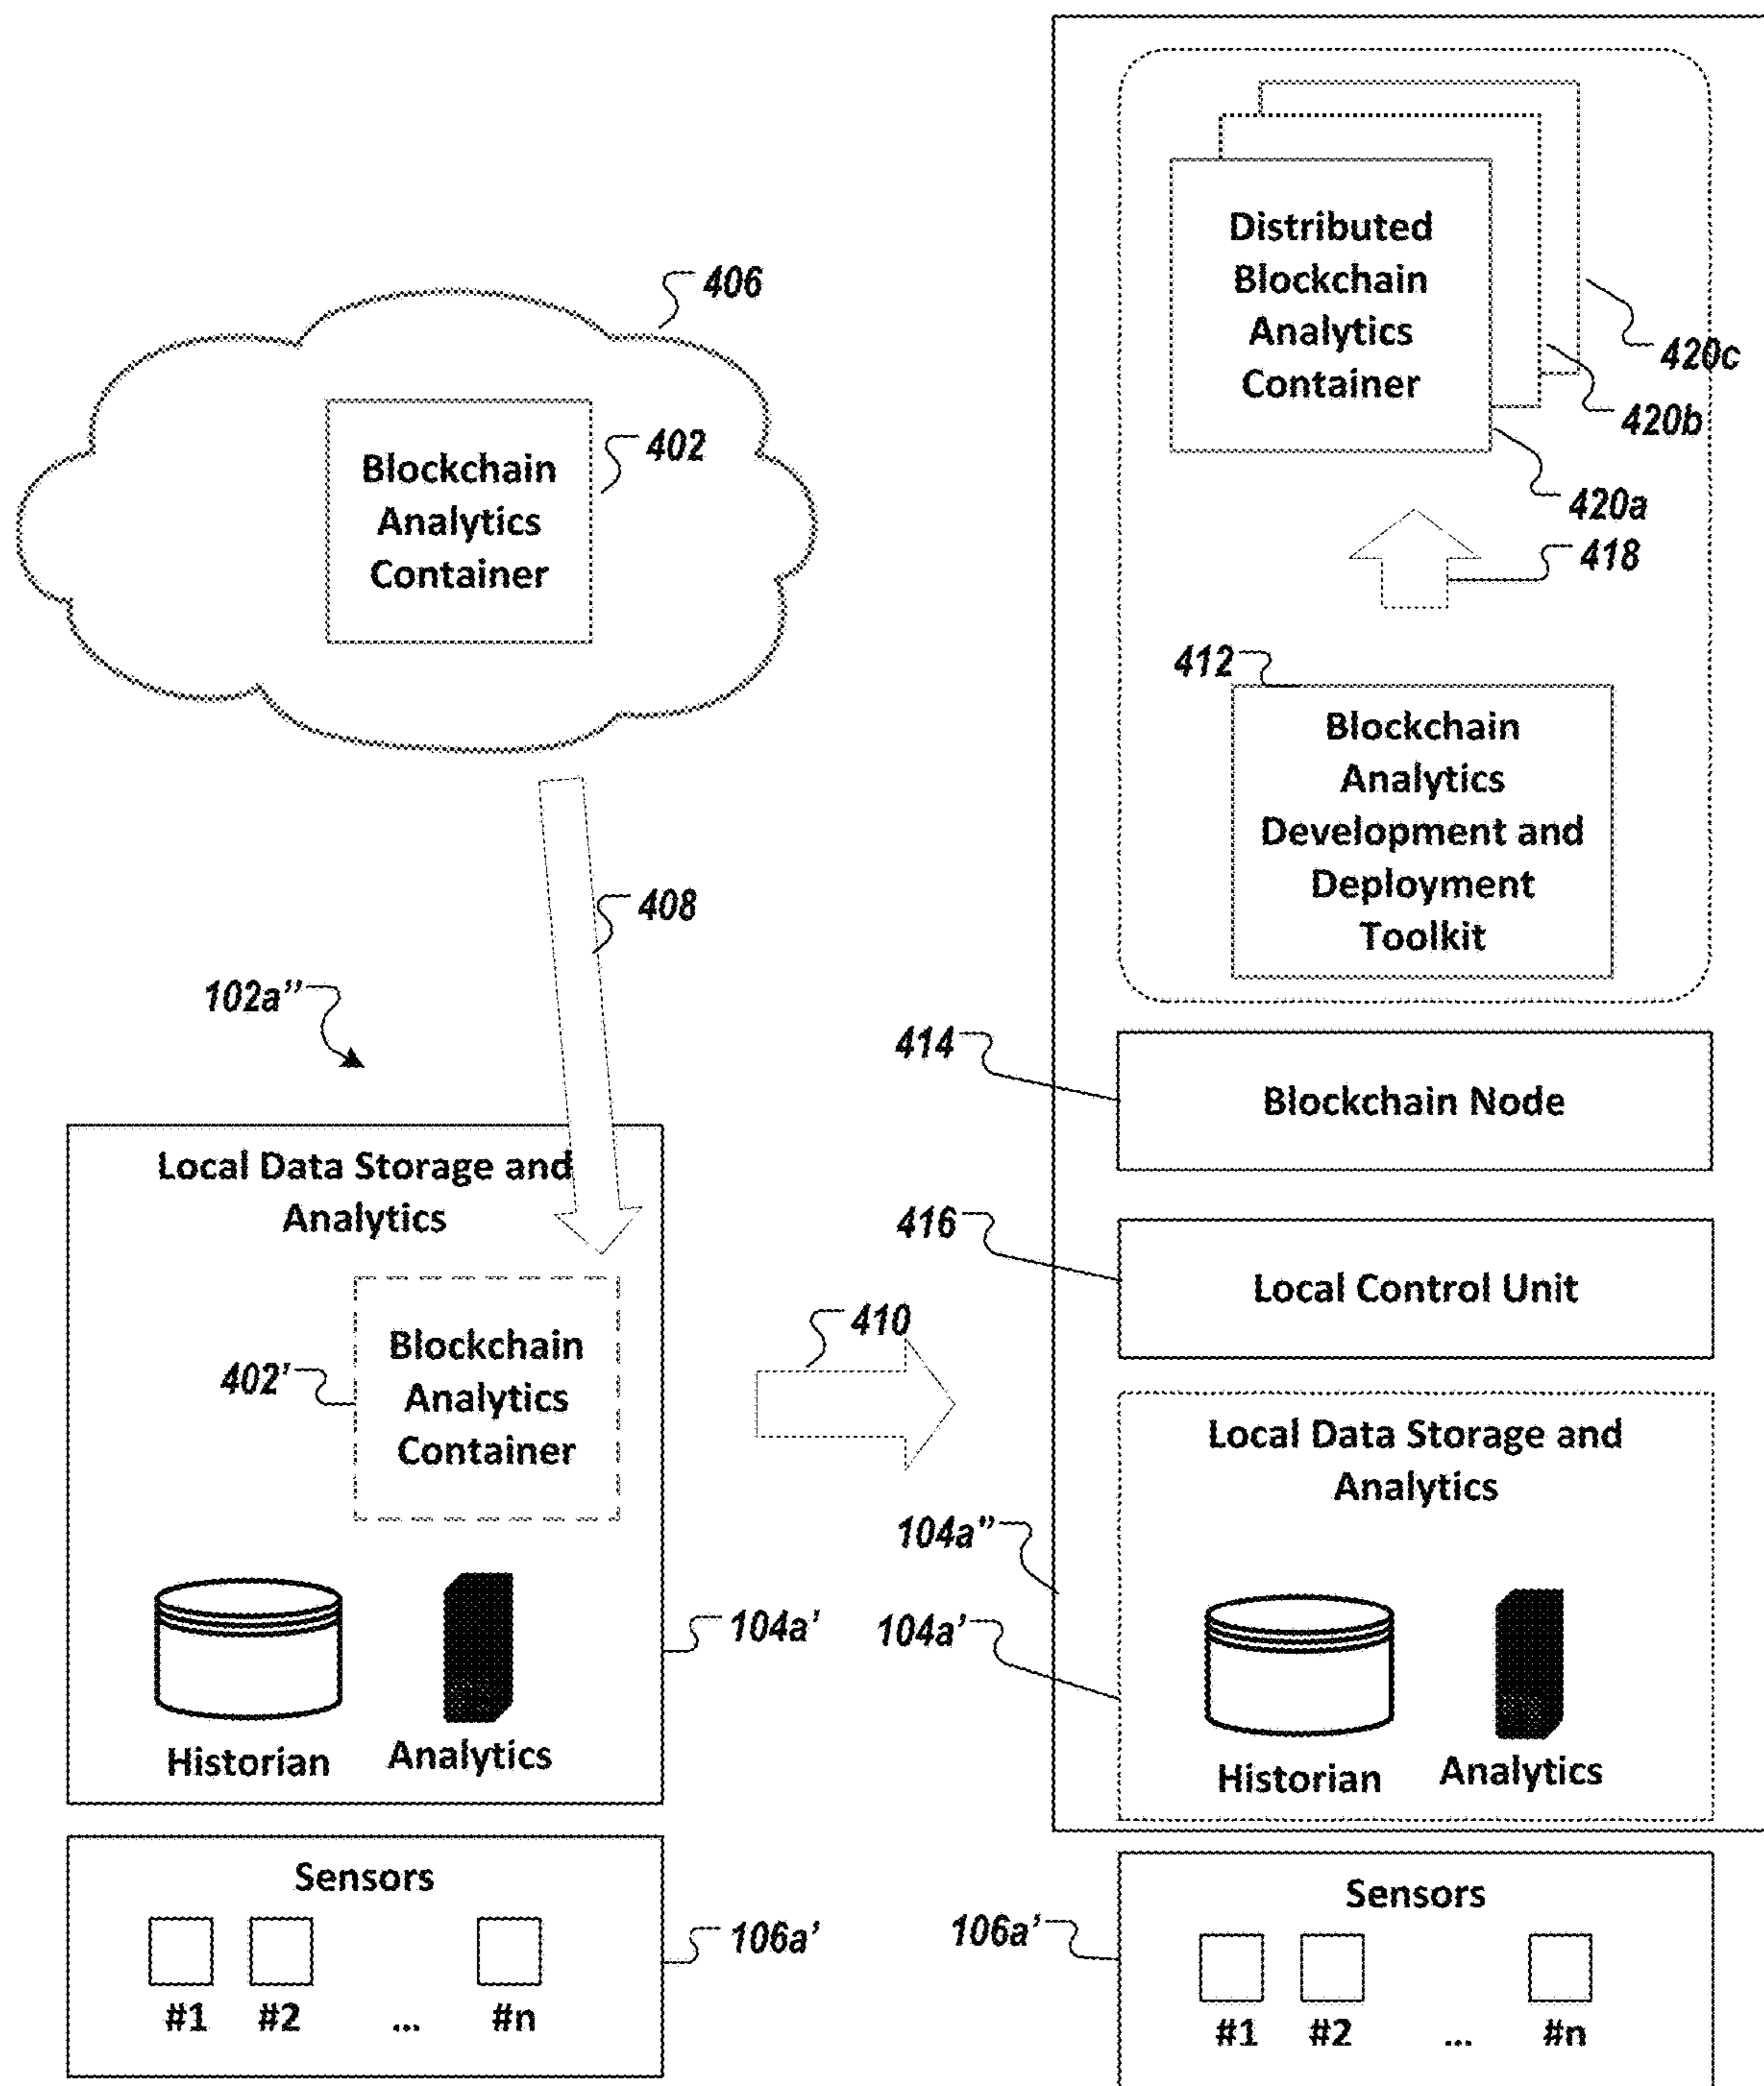 406
Blockchain
Analytics
Container
402
408
102a”
Local Data Storage and
Analytics
Blockchain
Analytics
Container
402’
410
Historian
Analytics
104a’
Sensors
#1 #2 ... #n
106a’
Distributed
Blockchain
Analytics
Container
420c
420b
420a
418
412
Blockchain
Analytics
Development and
Deployment
Toolkit
414
Blockchain Node
416
Local Control Unit
Local Data Storage and
Analytics
104a”
104a’
Historian
Analytics
Sensors
106a’
#1 #2 ... #n